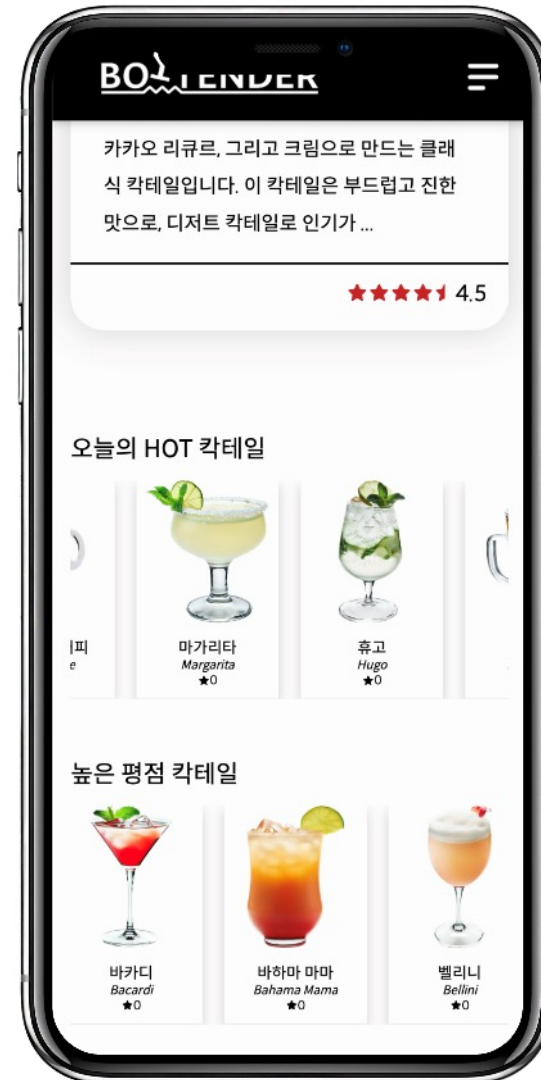 BOTTENDER
카카오 리큐르, 그리고 크림으로 만드는 클래
식 칵테일입니다. 이 칵테일은 부드럽고 진한
맛으로, 디저트 칵테일로 인기가 ...
4.5
오늘의 HOT 칵테일
피
e
마가리타
Margarita
★0
휴고
Hugo
★0
높은 평점 칵테일
바카디
Bacardi
★0
바하마 마마
Bahama Mama
★0
벨리니
Bellini
★0